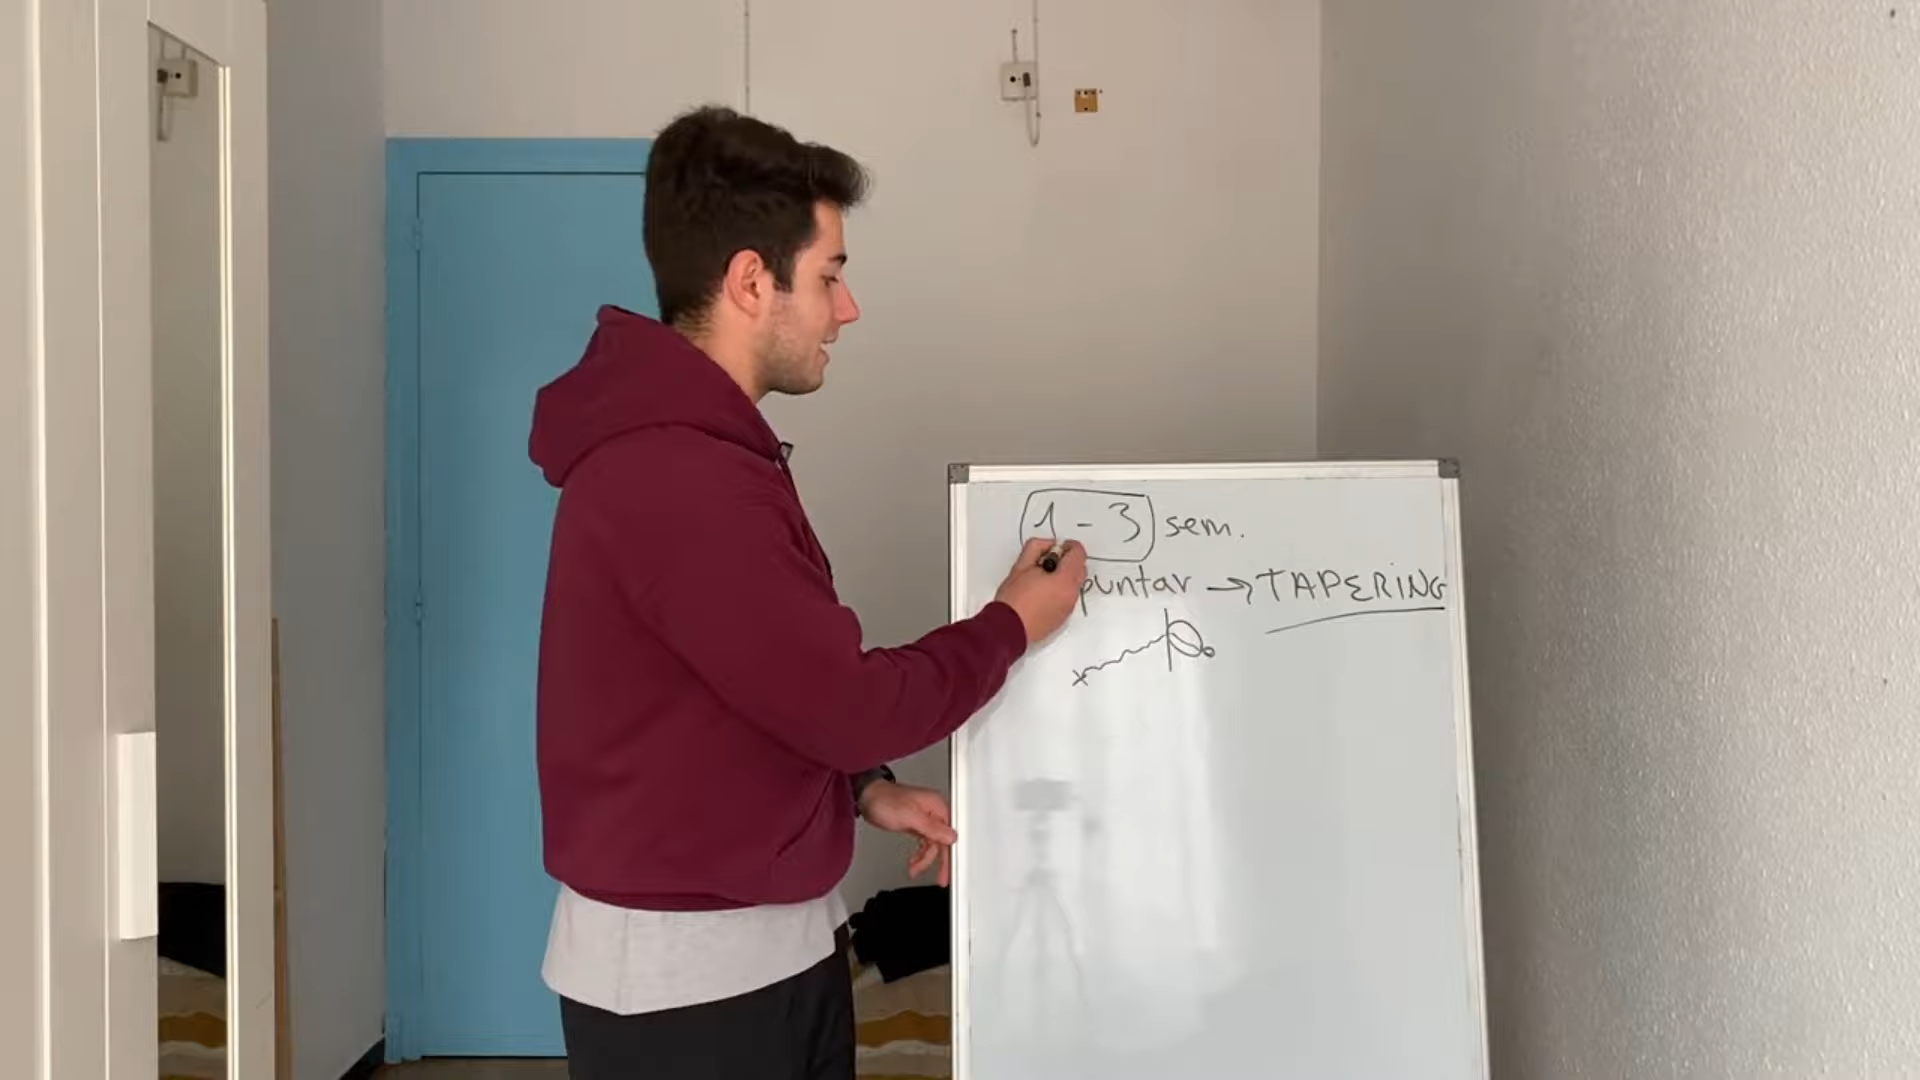 1 - 3 sem.
puntar → TAPERING